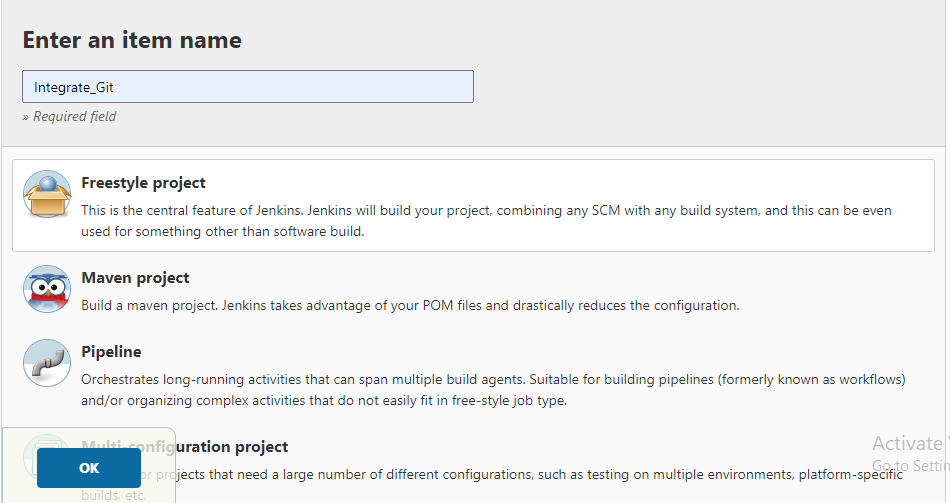 Enter an item name
Integrate_Git
» Required field
Freestyle project
This is the central feature of Jenkins. Jenkins will build your project, combining any SCM with any build system, and this can be even
used for something other than software build.
Maven project
Build a maven project. Jenkins takes advantage of your POM files and drastically reduces the configuration.
Pipeline
Orchestrates long-running activities that can span multiple build agents. Suitable for building pipelines (formerly known as workflows)
and/or organizing complex activities that do not easily fit in free-style job type.
Multi-configuration project
projects that need a large number of different configurations, such as testing on multiple environments, platform-specific
builds, etc.
OK
Activate
Go to